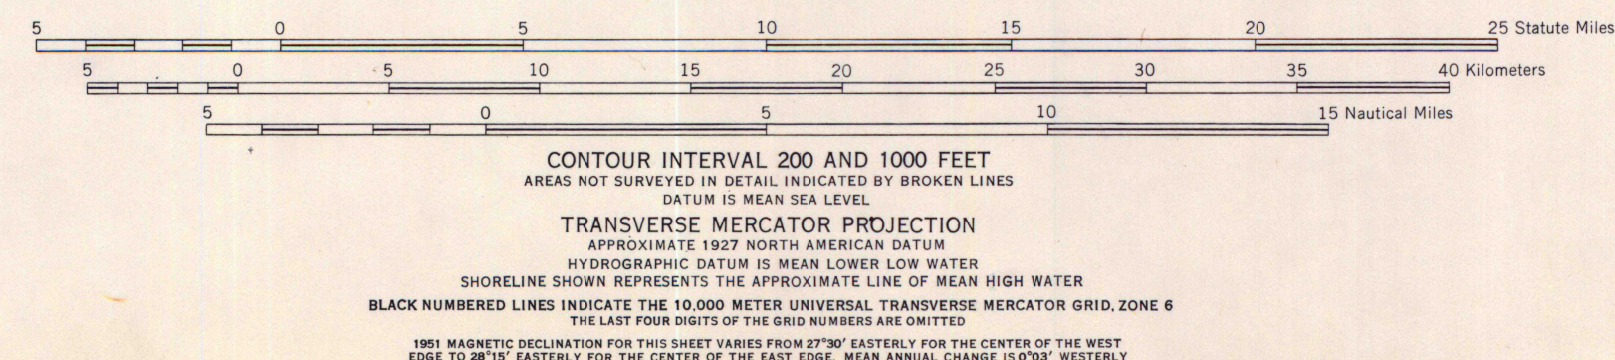 5 0 5 10 15 20 25 Statute Miles
5 0 5 10 15 20 25 30 35 40 Kilometers
5 0 5 10 15 Nautical Miles
CONTOUR INTERVAL 200 AND 1000 FEET
AREAS NOT SURVEYED IN DETAIL INDICATED BY BROKEN LINES
DATUM IS MEAN SEA LEVEL
TRANSVERSE MERCATOR PROJECTION
APPROXIMATE 1927 NORTH AMERICAN DATUM
HYDROGRAPHIC DATUM IS MEAN LOWER LOW WATER
SHORELINE SHOWN REPRESENTS THE APPROXIMATE LINE OF MEAN HIGH WATER
BLACK NUMBERED LINES INDICATE THE 10,000 METER UNIVERSAL TRANSVERSE MERCATOR GRID, ZONE 6
THE LAST FOUR DIGITS OF THE GRID NUMBERS ARE OMITTED
1951 MAGNETIC DECLINATION FOR THIS SHEET VARIES FROM 27°30′ EASTERLY FOR THE CENTER OF THE WEST
EDGE TO 28°15′ EASTERLY FOR THE CENTER OF THE EAST EDGE. MEAN ANNUAL CHANGE IS 0°03′ WESTERLY